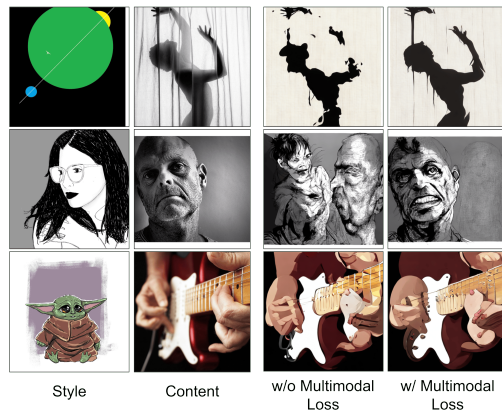 Style
Content
w/o Multimodal
Loss
w/ Multimodal
Loss